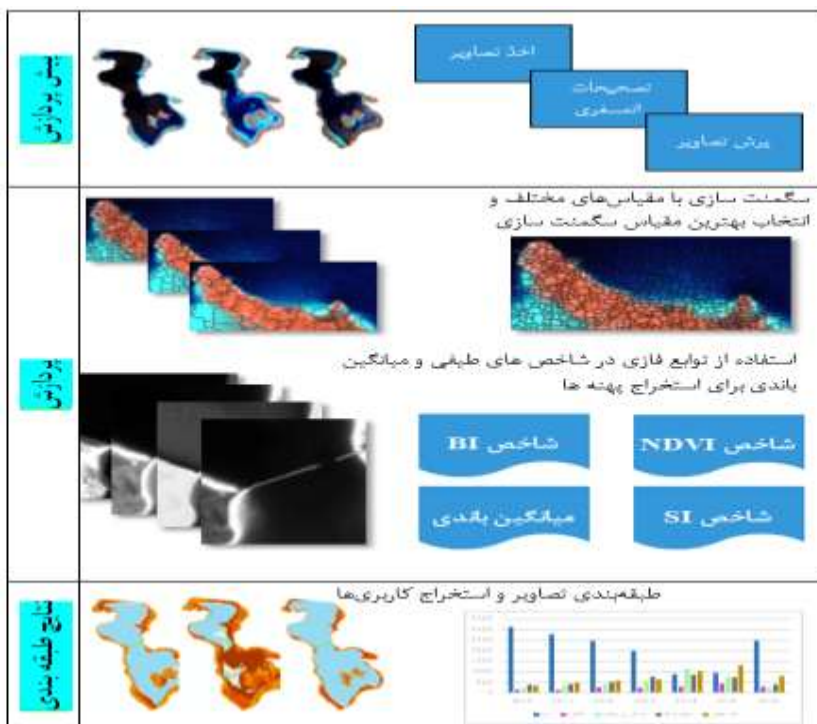 پیش پردازش
اخذ تصاویر
تصحیحات
اتمسفری
برش تصاویر
پردازش
سگمنت سازی با مقیاس‌های مختلف و
انتخاب بهترین مقیاس سگمنت سازی
استفاده از توابع فازی در شاخص های طیفی و میانگین
باندی برای استخراج پهنه ها
شاخص NDVI
شاخص BI
شاخص SI
میانگین باندی
نتایج طبقه بندی
طبقه‌بندی تصاویر و استخراج کاربری‌ها